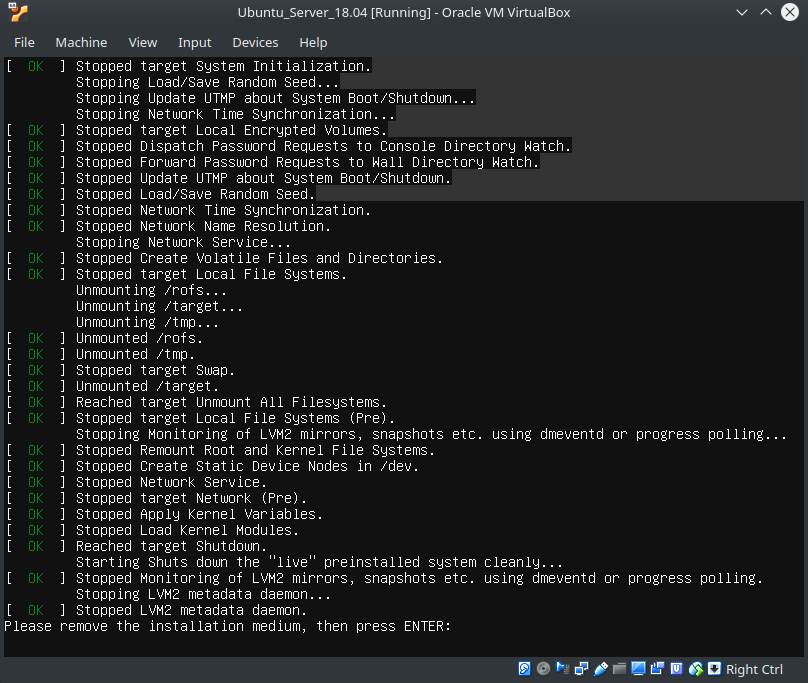 Ubuntu_Server_18.04 [Running] - Oracle VM VirtualBox
File Machine View Input Devices Help
[  OK  ] Stopped target System Initialization.
         Stopping Load/Save Random Seed...
         Stopping Update UTMP about System Boot/Shutdown...
         Stopping Network Time Synchronization...
[  OK  ] Stopped target Local Encrypted Volumes.
[  OK  ] Stopped Dispatch Password Requests to Console Directory Watch.
[  OK  ] Stopped Forward Password Requests to Wall Directory Watch.
[  OK  ] Stopped Update UTMP about System Boot/Shutdown.
[  OK  ] Stopped Load/Save Random Seed.
[  OK  ] Stopped Network Time Synchronization.
[  OK  ] Stopped Network Name Resolution.
         Stopping Network Service...
[  OK  ] Stopped Create Volatile Files and Directories.
[  OK  ] Stopped target Local File Systems.
         Unmounting /rofs...
         Unmounting /target...
         Unmounting /tmp...
[  OK  ] Unmounted /rofs.
[  OK  ] Unmounted /tmp.
[  OK  ] Stopped target Swap.
[  OK  ] Unmounted /target.
[  OK  ] Reached target Unmount All Filesystems.
[  OK  ] Stopped target Local File Systems (Pre).
         Stopping Monitoring of LVM2 mirrors, snapshots etc. using dmeventd or progress polling...
[  OK  ] Stopped Remount Root and Kernel File Systems.
[  OK  ] Stopped Create Static Device Nodes in /dev.
[  OK  ] Stopped Network Service.
[  OK  ] Stopped target Network (Pre).
[  OK  ] Stopped Apply Kernel Variables.
[  OK  ] Stopped Load Kernel Modules.
[  OK  ] Reached target Shutdown.
         Starting Shuts down the "live" preinstalled system cleanly...
[  OK  ] Stopped Monitoring of LVM2 mirrors, snapshots etc. using dmeventd or progress polling.
         Stopping LVM2 metadata daemon...
[  OK  ] Stopped LVM2 metadata daemon.
Please remove the installation medium, then press ENTER:
Right Ctrl